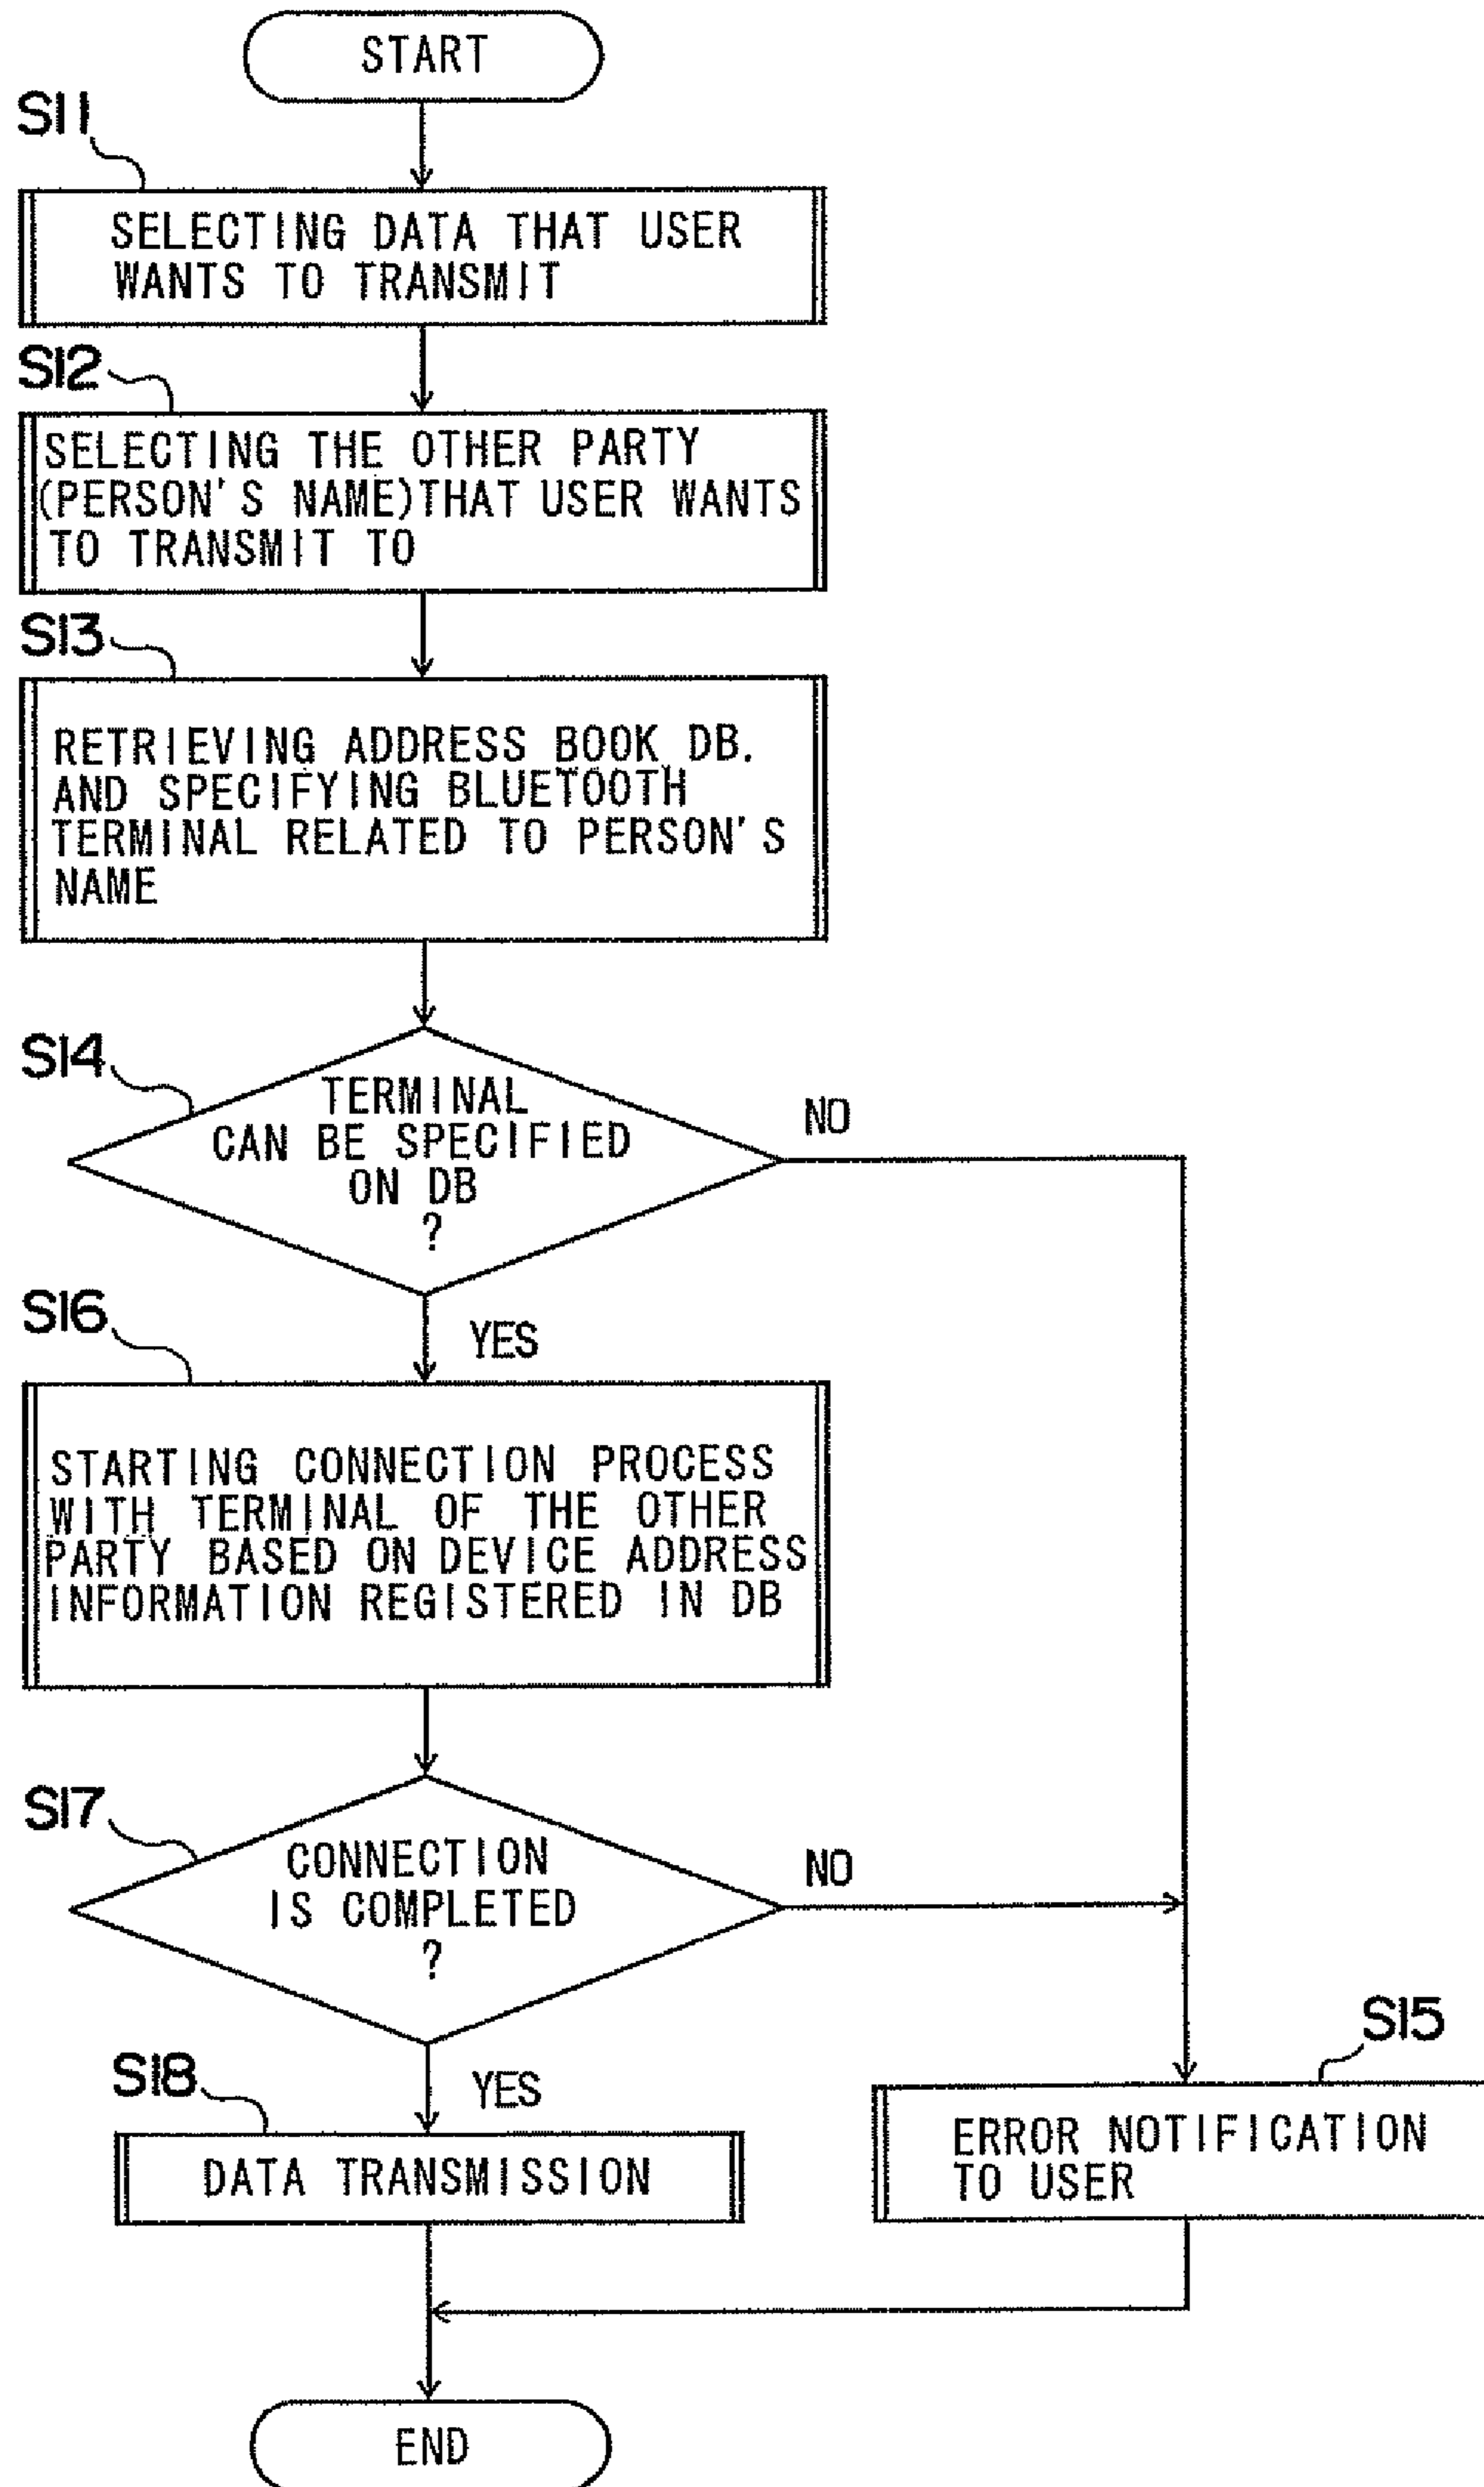 START
S11
SELECTING DATA THAT USER
WANTS TO TRANSMIT
S12
SELECTING THE OTHER PARTY
(PERSON'S NAME)THAT USER WANTS
TO TRANSMIT TO
S13
RETRIEVING ADDRESS BOOK DB.
AND SPECIFYING BLUETOOTH
TERMINAL RELATED TO PERSON'S
NAME
S14
TERMINAL
CAN BE SPECIFIED
ON DB
?
NO
S16
YES
STARTING CONNECTION PROCESS
WITH TERMINAL OF THE OTHER
PARTY BASED ON DEVICE ADDRESS
INFORMATION REGISTERED IN DB
S17
CONNECTION
IS COMPLETED
?
NO
S15
S18
YES
ERROR NOTIFICATION
TO USER
DATA TRANSMISSION
END